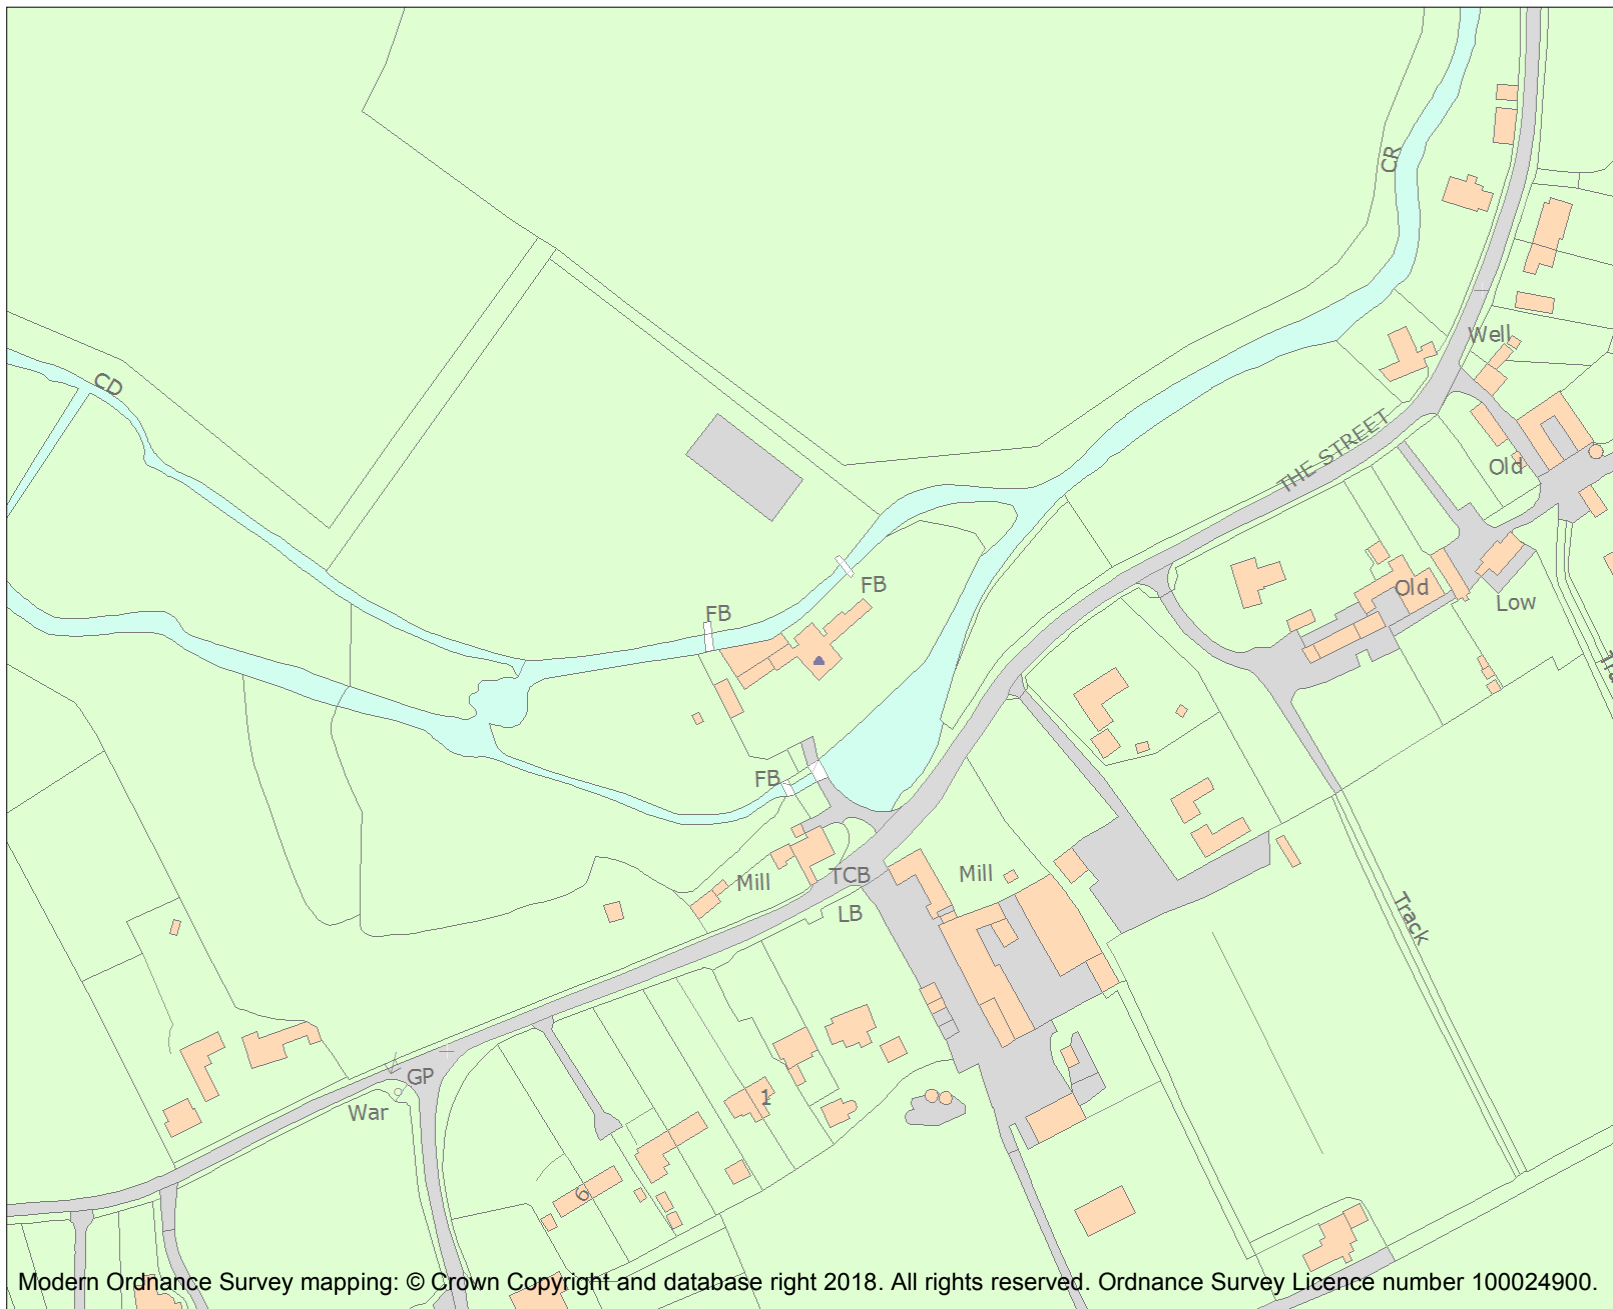 CR
Well
CD
THE STREET
Old
FB
Old
FB
Low
FB
Mill
TCB
Mill
LB
Track
GP
War
1
6
Modern Ordnance Survey mapping: © Crown Copyright and database right 2018. All rights reserved. Ordnance Survey Licence number 100024900.